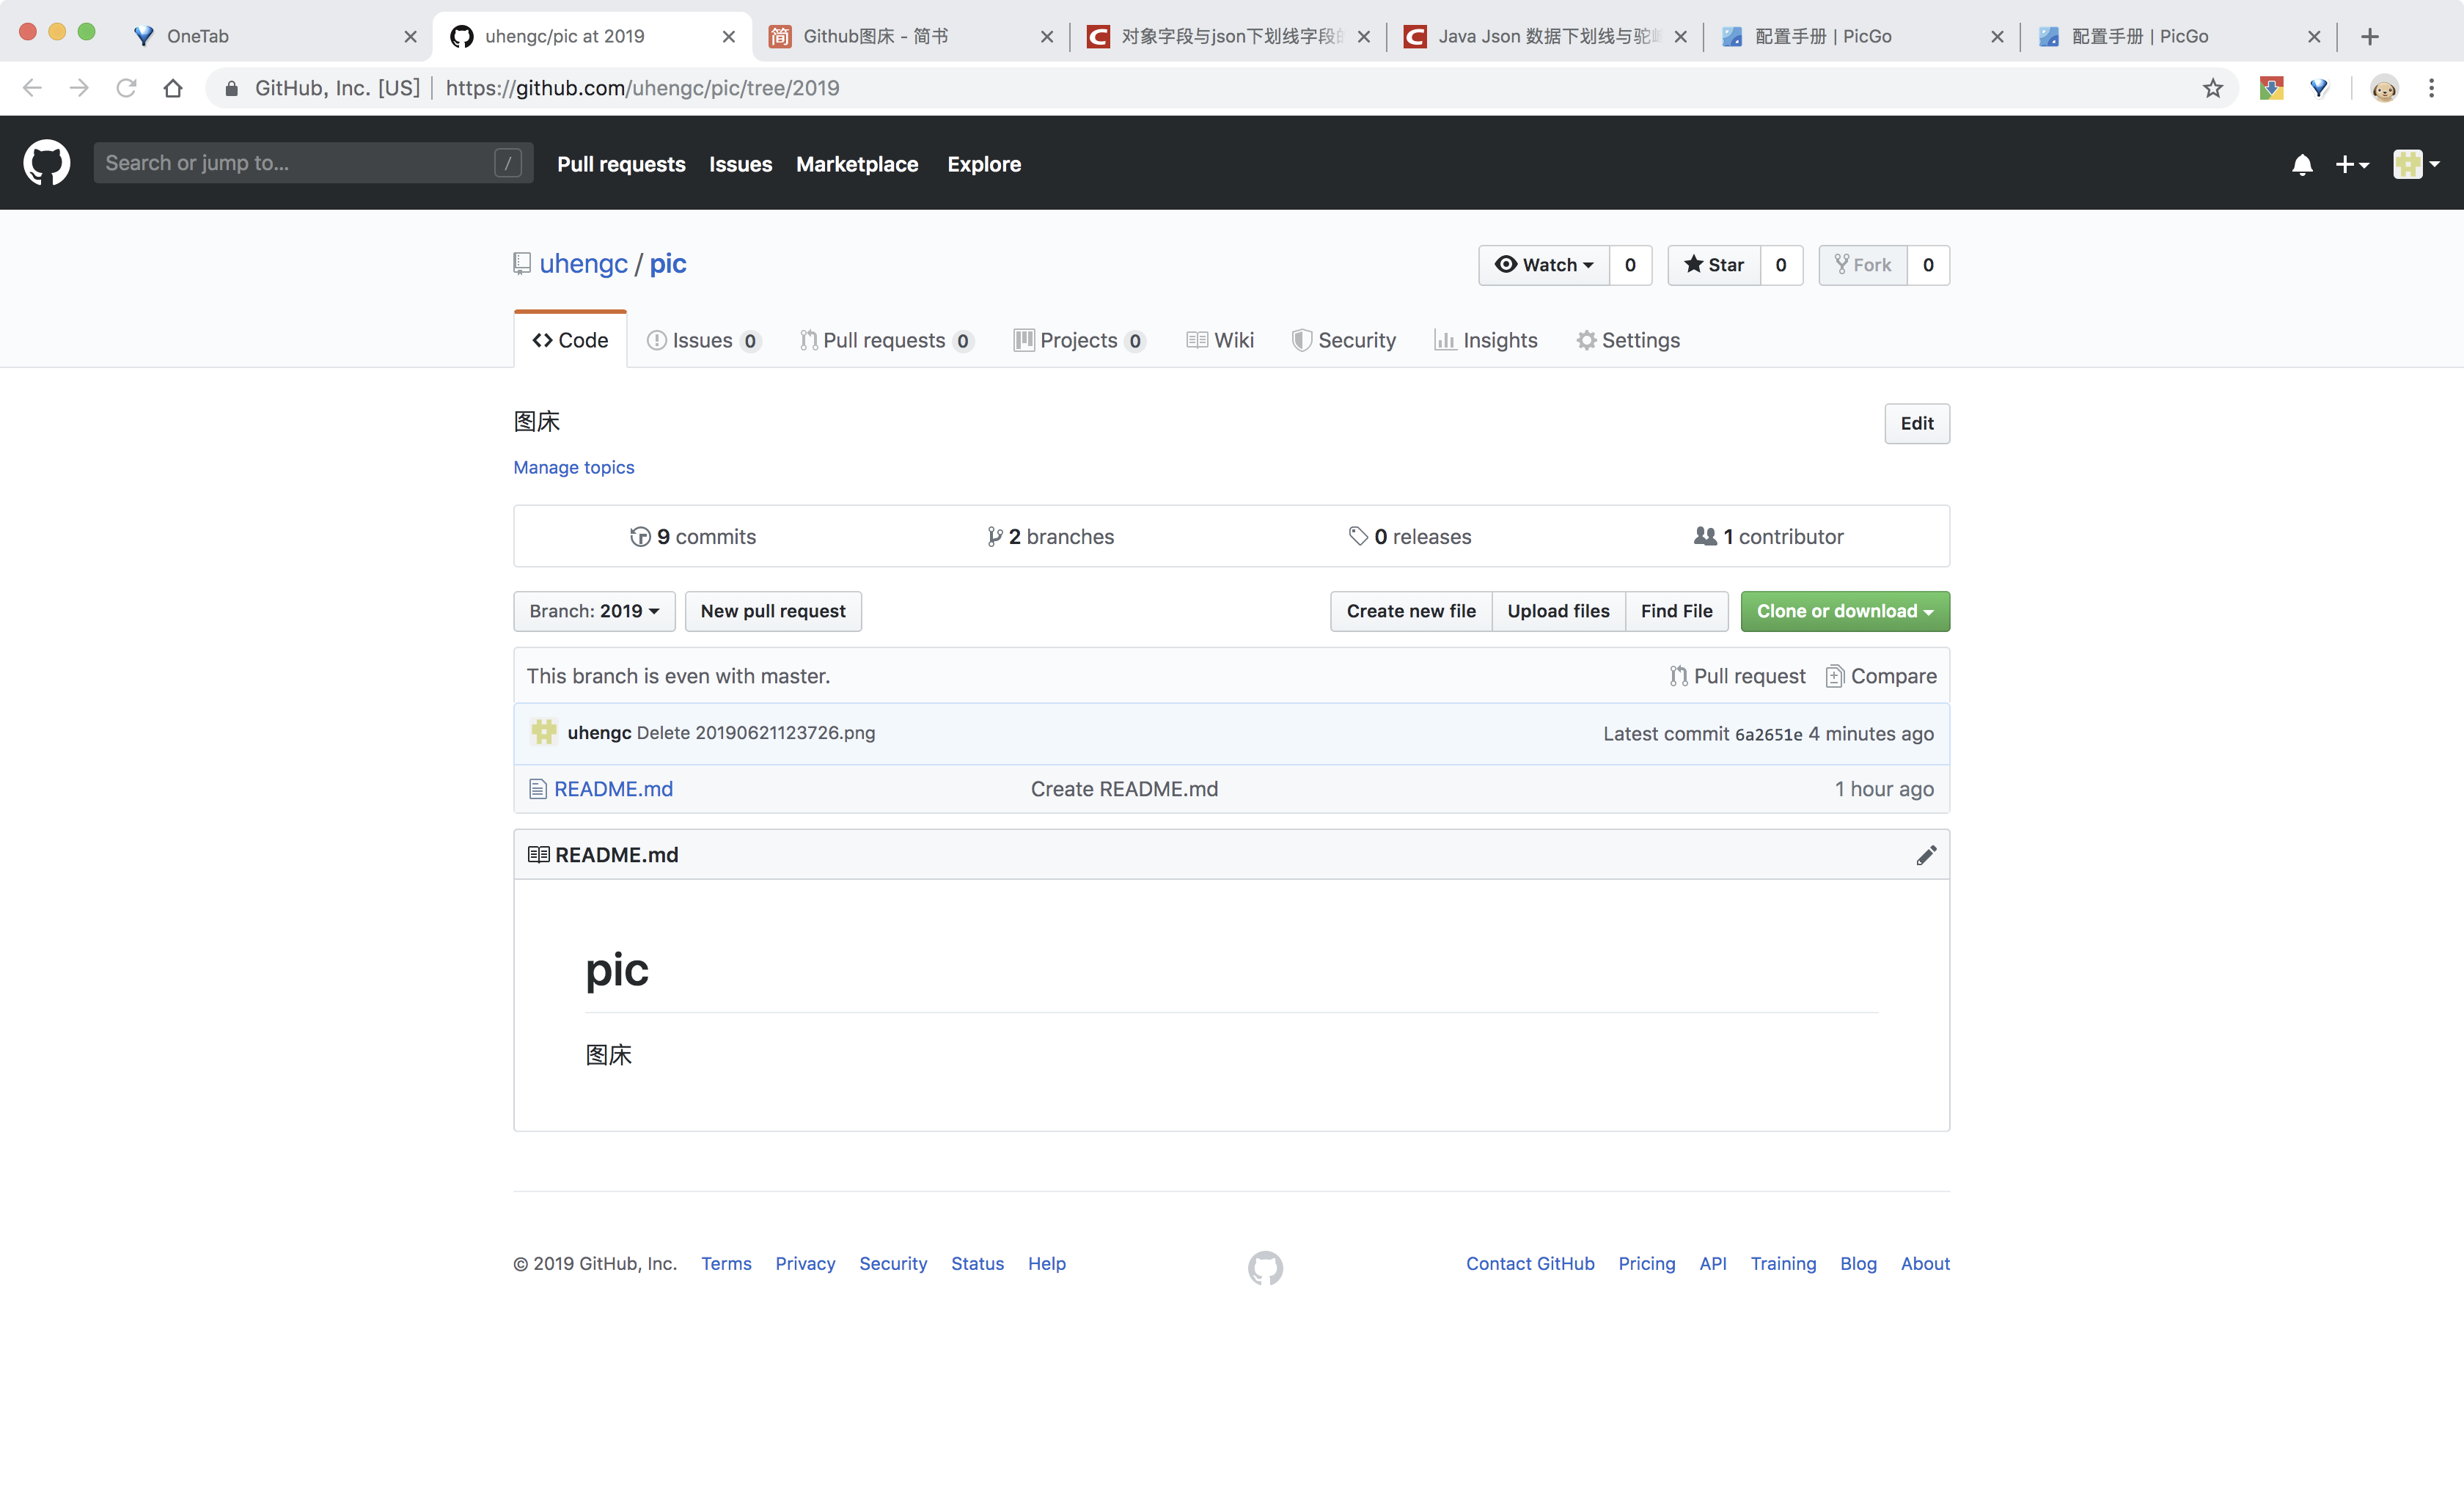 OneTab
uhengc/pic at 2019
简 Github图床 - 简书
对象字段与json下划线字段的
Java Json 数据下划线与驼峰
配置手册 | PicGo
配置手册 | PicGo
GitHub, Inc. [US] | https://github.com/uhengc/pic/tree/2019
Search or jump to... /
Pull requests Issues Marketplace Explore
uhengc / pic
Watch 0 Star 0 Fork 0
Code Issues 0 Pull requests 0 Projects 0 Wiki Security Insights Settings
图床
Edit
Manage topics
9 commits 2 branches 0 releases 1 contributor
Branch: 2019 New pull request Create new file Upload files Find File Clone or download
This branch is even with master. Pull request Compare
uhengc Delete 20190621123726.png Latest commit 6a2651e 4 minutes ago
README.md Create README.md 1 hour ago
README.md
pic
图床
© 2019 GitHub, Inc. Terms Privacy Security Status Help Contact GitHub Pricing API Training Blog About